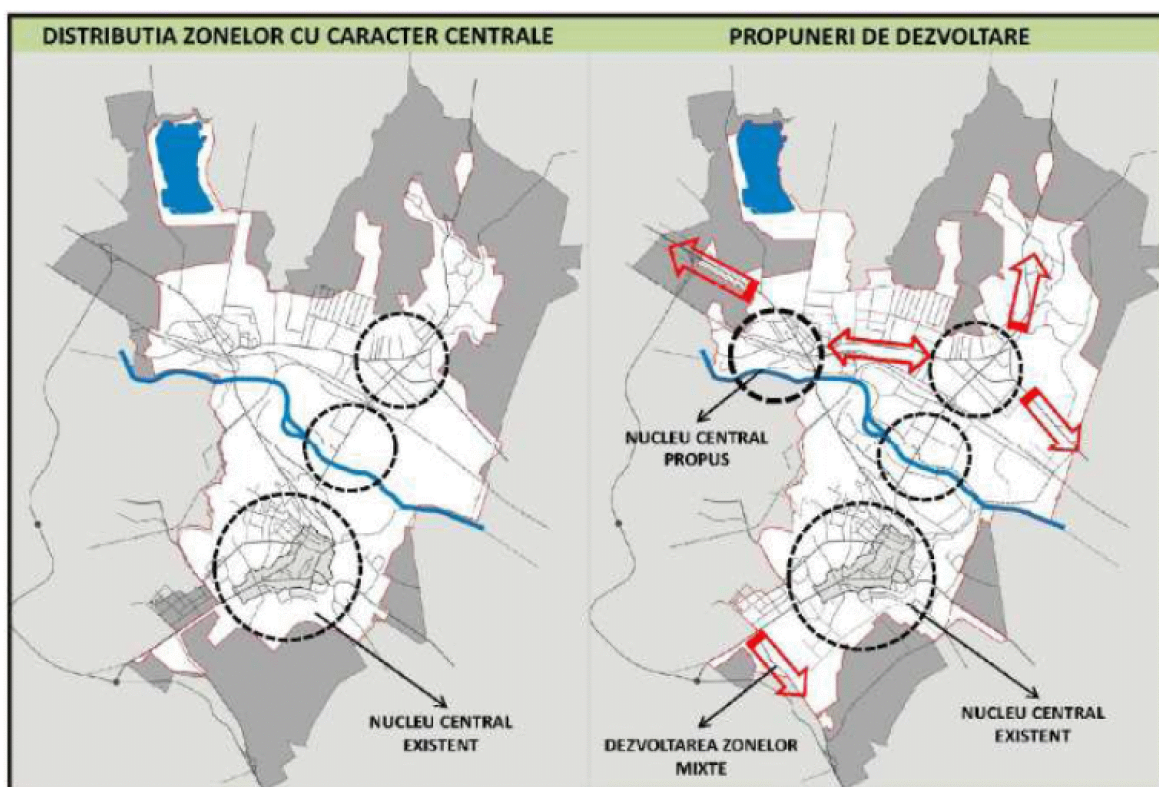 DISTRIBUTIA ZONELOR CU CARACTER CENTRALE
PROPUNERI DE DEZVOLTARE
NUCLEU CENTRAL
EXISTENT
NUCLEU CENTRAL
PROPUS
DEZVOLTAREA ZONELOR
MIXTE
NUCLEU CENTRAL
EXISTENT